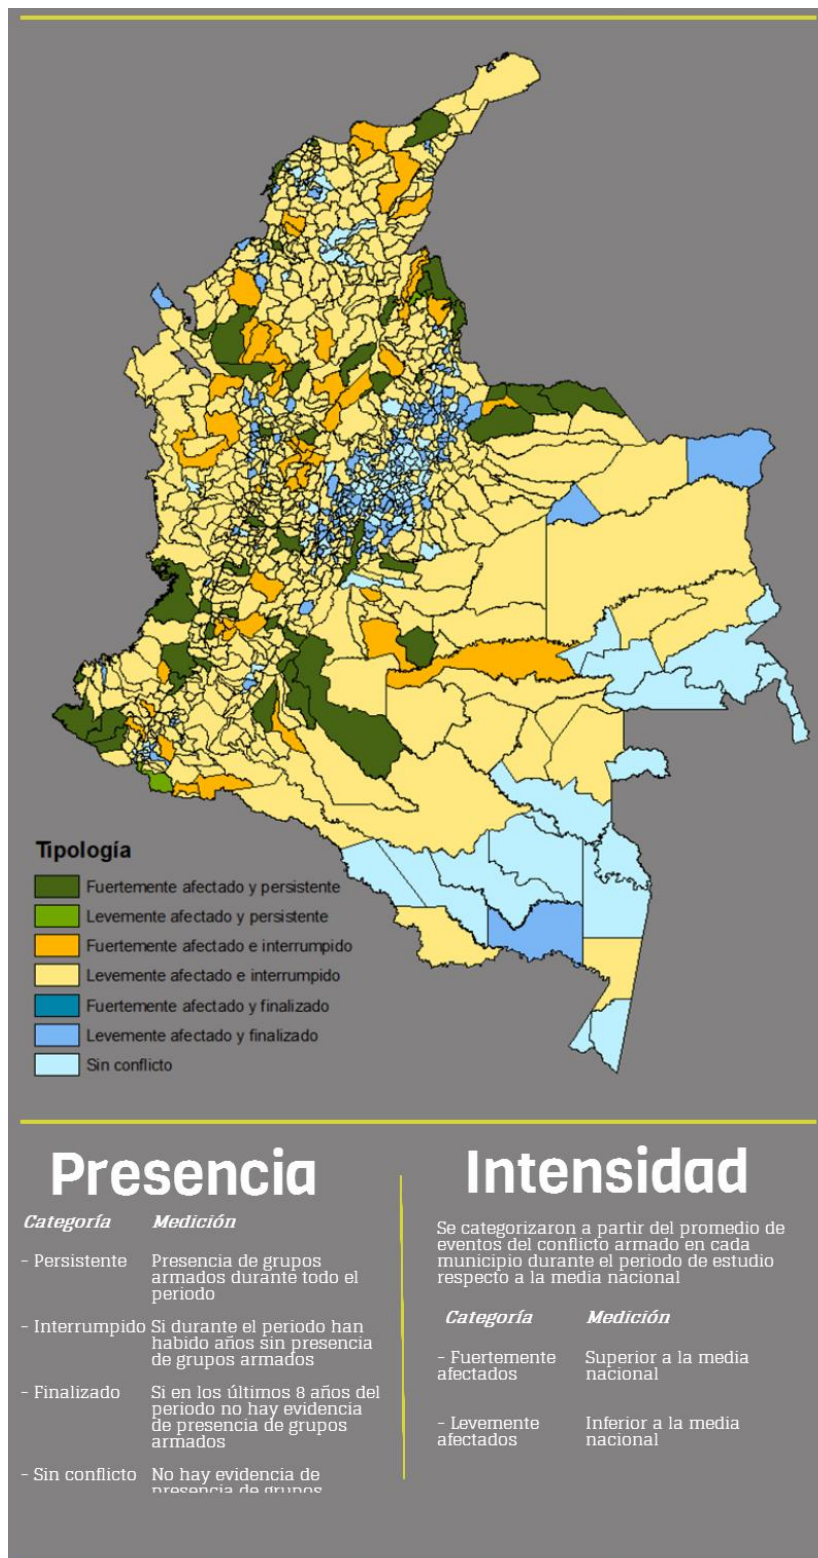 Tipología
Fuertemente afectado y persistente
Levemente afectado y persistente
Fuertemente afectado e interrumpido
Levemente afectado e interrumpido
Fuertemente afectado y finalizado
Levemente afectado y finalizado
Sin conflicto
Presencia
Categoría Medición
- Persistente Presencia de grupos
armados durante todo el
periodo
- Interrumpido Si durante el periodo han
habido años sin presencia
de grupos armados
- Finalizado Si en los últimos 8 años del
periodo no hay evidencia
de presencia de grupos
armados
- Sin conflicto No hay evidencia de
presencia de grupos
Intensidad
Se categorizaron a partir del promedio de
eventos del conflicto armado en cada
municipio durante el periodo de estudio
respecto a la media nacional
Categoría Medición
- Fuertemente Superior a la media
afectados nacional
- Levemente Inferior a la media
afectados nacional